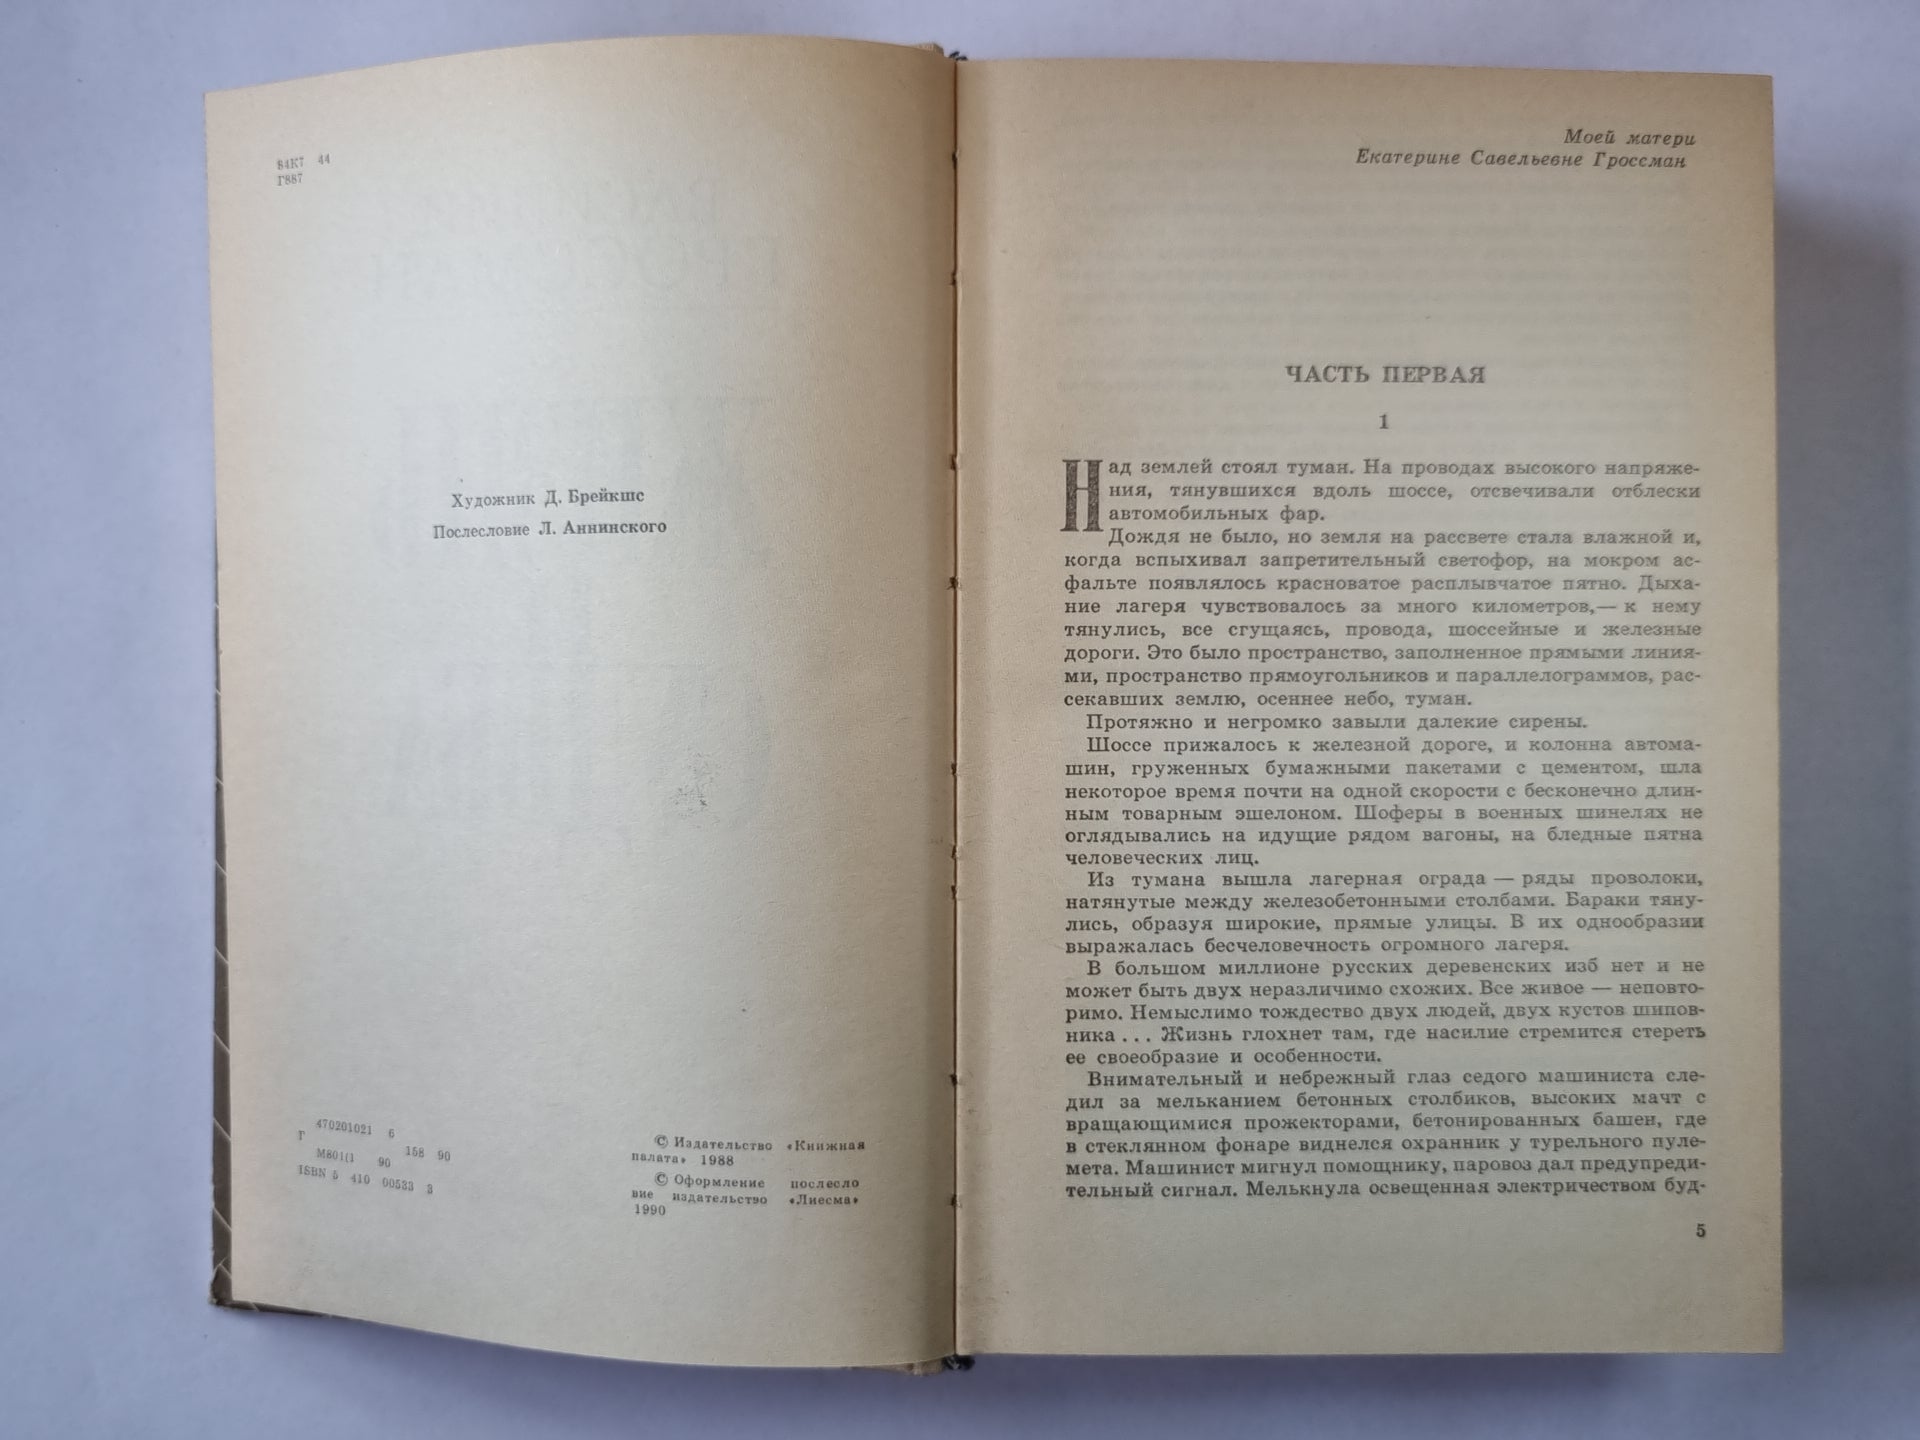 84К7 44
Г887
Художник Д. Брейкшс
Послесловие Л. Аннинского
470201021 6
Г
М801(1 90 158 90
ISBN 5 410 00533 3
© Издательство «Книжная
палата» 1988
© Оформление послесло
вие издательство «Лиесма»
1990
Моей матери
Екатерине Савельевне Гроссман
ЧАСТЬ ПЕРВАЯ
1
Над землей стоял туман. На проводах высокого напряже-
ния, тянувшихся вдоль шоссе, отсвечивали отблески
автомобильных фар.
Дождя не было, но земля на рассвете стала влажной и,
когда вспыхивал запретительный светофор, на мокром ас-
фальте появлялось красноватое расплывчатое пятно. Дыха-
ние лагеря чувствовалось за много километров,— к нему
тянулись, все сгущаясь, провода, шоссейные и железные
дороги. Это было пространство, заполненное прямыми линия-
ми, пространство прямоугольников и параллелограммов, рас-
секавших землю, осеннее небо, туман.
Протяжно и негромко завыли далекие сирены.
Шоссе прижалось к железной дороге, и колонна автома-
шин, груженных бумажными пакетами с цементом, шла
некоторое время почти на одной скорости с бесконечно длин-
ным товарным эшелоном. Шоферы в военных шинелях не
оглядывались на идущие рядом вагоны, на бледные пятна
человеческих лиц.
Из тумана вышла лагерная ограда — ряды проволоки,
натянутые между железобетонными столбами. Бараки тяну-
лись, образуя широкие, прямые улицы. В их однообразии
выражалась бесчеловечность огромного лагеря.
В большом миллионе русских деревенских изб нет и не
может быть двух неразличимо схожих. Все живое — неповто-
римо. Немыслимо тождество двух людей, двух кустов шипов-
ника . . . Жизнь глохнет там, где насилие стремится стереть
ее своеобразие и особенности.
Внимательный и небрежный глаз седого машиниста сле-
дил за мельканием бетонных столбиков, высоких мачт с
вращающимися прожекторами, бетонированных башен, где
в стеклянном фонаре виднелся охранник у турельного пуле-
мета. Машинист мигнул помощнику, паровоз дал предупреди-
тельный сигнал. Мелькнула освещенная электричеством буд-
5